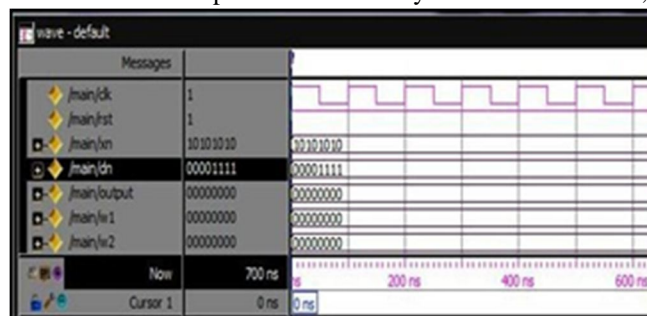 wave - default
Messages
/main/clk 1
/main/rst 1
/main/xn 10101010 10101010
/main/dn 00001111 00001111
/main/output 00000000 00000000
/main/w1 00000000 00000000
/main/w2 00000000 00000000
Now 700 ns ns 200 ns 400 ns 600 ns
Cursor 1 0 ns 0 ns